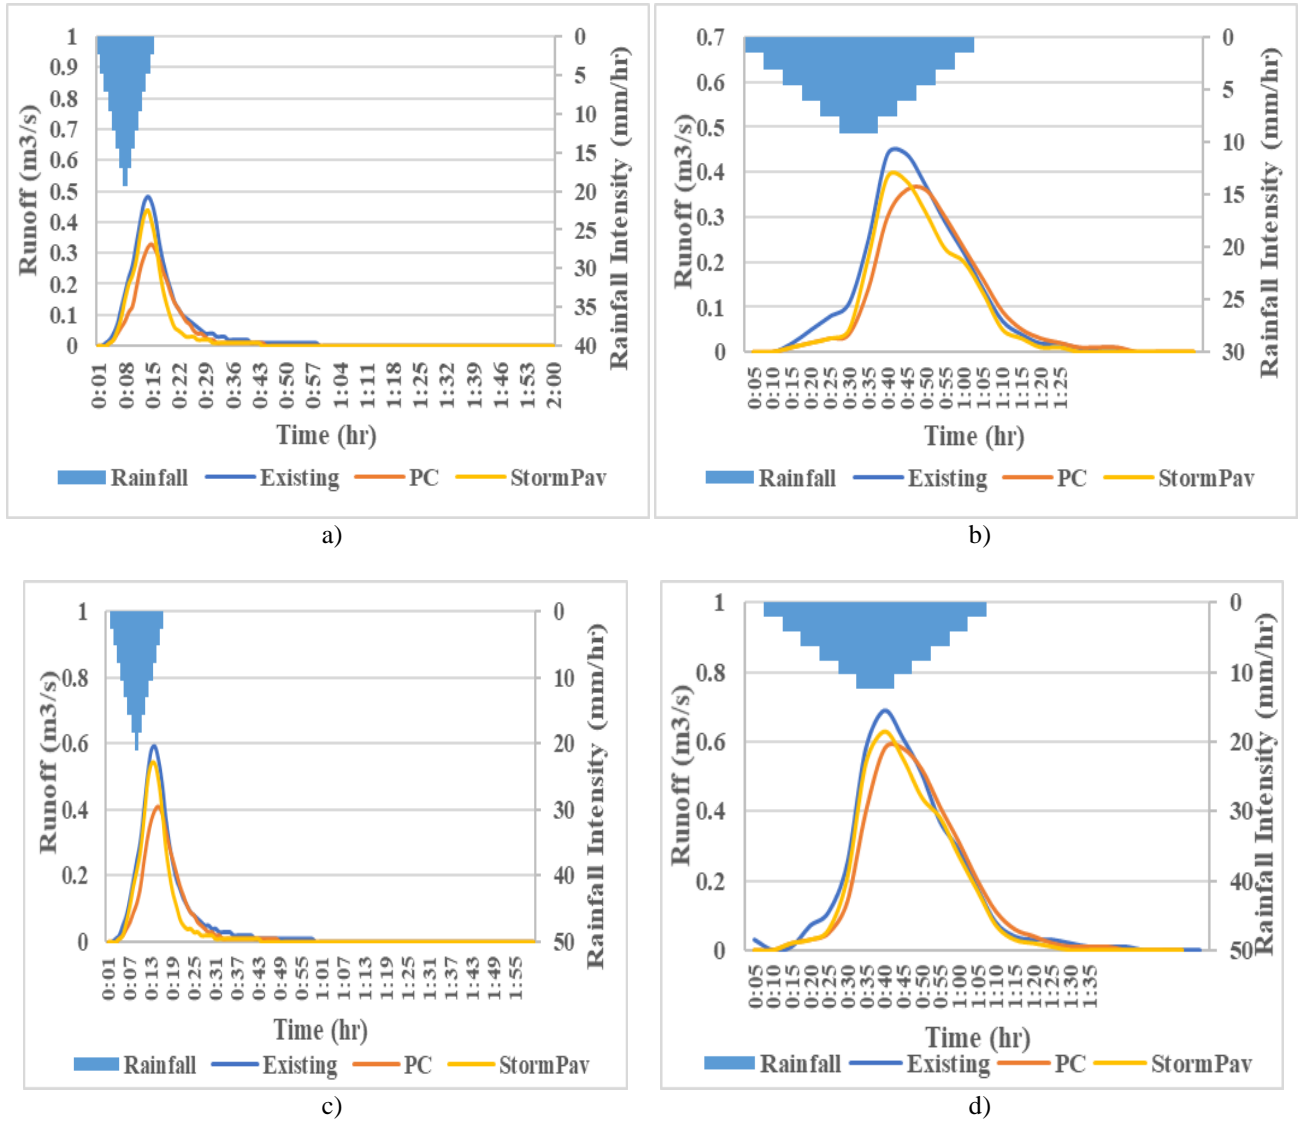 1
0.9
0.8
0.7
0.6
0.5
0.4
0.3
0.2
0.1
0
Runoff (m3/s)
0
5
10
15
20
25
30
35
40
Rainfall Intensity (mm/hr)
0:01 0:08 0:15 0:22 0:29 0:36 0:43 0:50 0:57 1:04 1:11 1:18 1:25 1:32 1:39 1:46 1:53 2:00
Time (hr)
Rainfall Existing PC StormPav
a)
0.7
0.6
0.5
0.4
0.3
0.2
0.1
0
Runoff (m3/s)
0
5
10
15
20
25
30
Rainfall Intensity (mm/hr)
0:05 0:10 0:15 0:20 0:25 0:30 0:35 0:40 0:45 0:50 0:55 1:00 1:05 1:10 1:15 1:20 1:25
Time (hr)
Rainfall Existing PC StormPav
b)
1
0.8
0.6
0.4
0.2
0
Runoff (m3/s)
0
10
20
30
40
50
Rainfall Intensity (mm/hr)
0:01 0:07 0:13 0:19 0:25 0:31 0:37 0:43 0:49 0:55 1:01 1:07 1:13 1:19 1:25 1:31 1:37 1:43 1:49 1:55
Time (hr)
Rainfall Existing PC StormPav
c)
1
0.8
0.6
0.4
0.2
0
Runoff (m3/s)
0
10
20
30
40
50
Rainfall Intensity (mm/hr)
0:05 0:10 0:15 0:20 0:25 0:30 0:35 0:40 0:45 0:50 0:55 1:00 1:05 1:10 1:15 1:20 1:25 1:30 1:35
Time (hr)
Rainfall Existing PC StormPav
d)